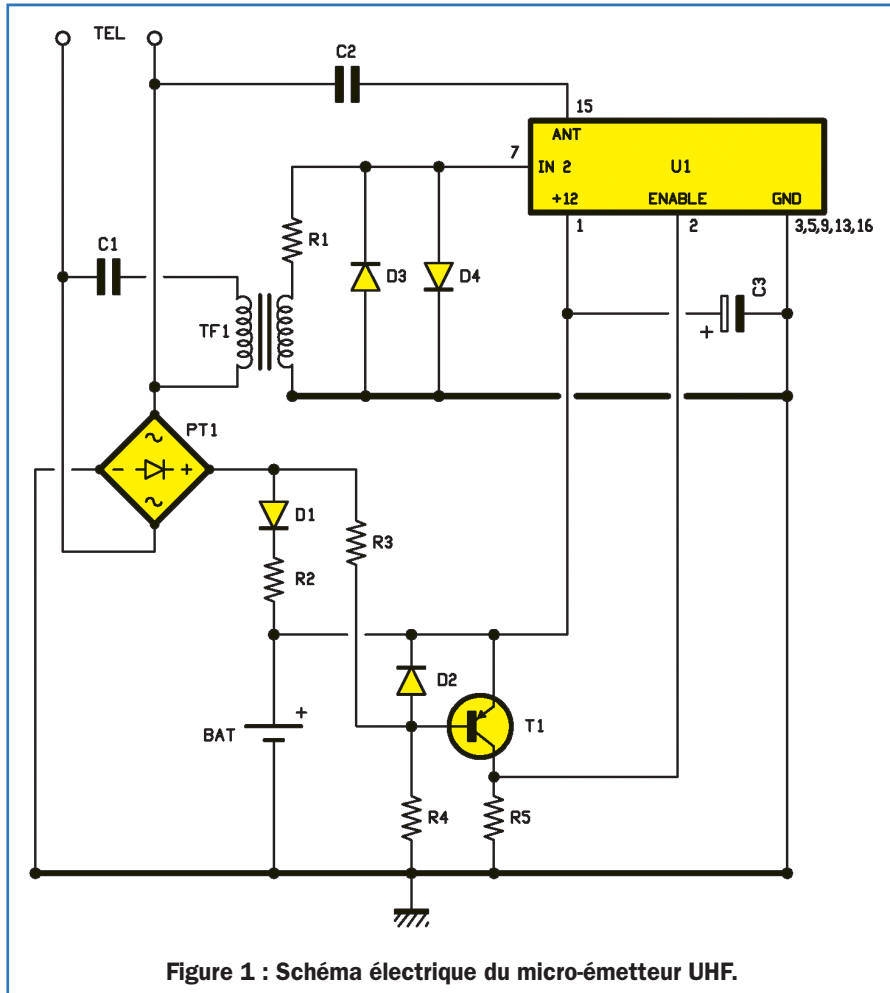 TEL
C2
15
ANT
7
IN 2
U1
+12
ENABLE
GND
1
2
3,5,9,13,16
R1
C1
D3
D4
C3
+
TF1
PT1
~
- +
~
D1
R3
R2
D2
+
BAT
T1
R4
R5
Figure 1 : Schéma électrique du micro-émetteur UHF.